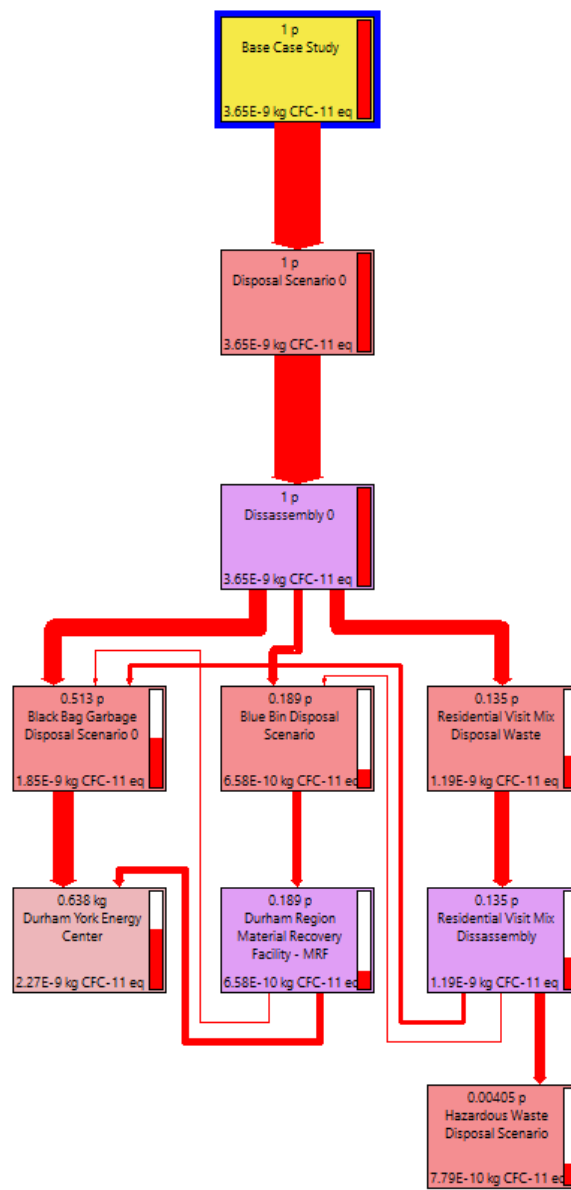 1 p
Base Case Study
3.65E-9 kg CFC-11 eq
1 p
Disposal Scenario 0
3.65E-9 kg CFC-11 eq
1 p
Dissassembly 0
3.65E-9 kg CFC-11 eq
0.513 p
Black Bag Garbage
Disposal Scenario 0
1.85E-9 kg CFC-11 eq
0.189 p
Blue Bin Disposal
Scenario
6.58E-10 kg CFC-11 eq
0.135 p
Residential Visit Mix
Disposal Waste
1.19E-9 kg CFC-11 eq
0.638 kg
Durham York Energy
Center
2.27E-9 kg CFC-11 eq
0.189 p
Durham Region
Material Recovery
Facility - MRF
6.58E-10 kg CFC-11 eq
0.135 p
Residential Visit Mix
Dissassembly
1.19E-9 kg CFC-11 eq
0.00405 p
Hazardous Waste
Disposal Scenario
7.79E-10 kg CFC-11 eq